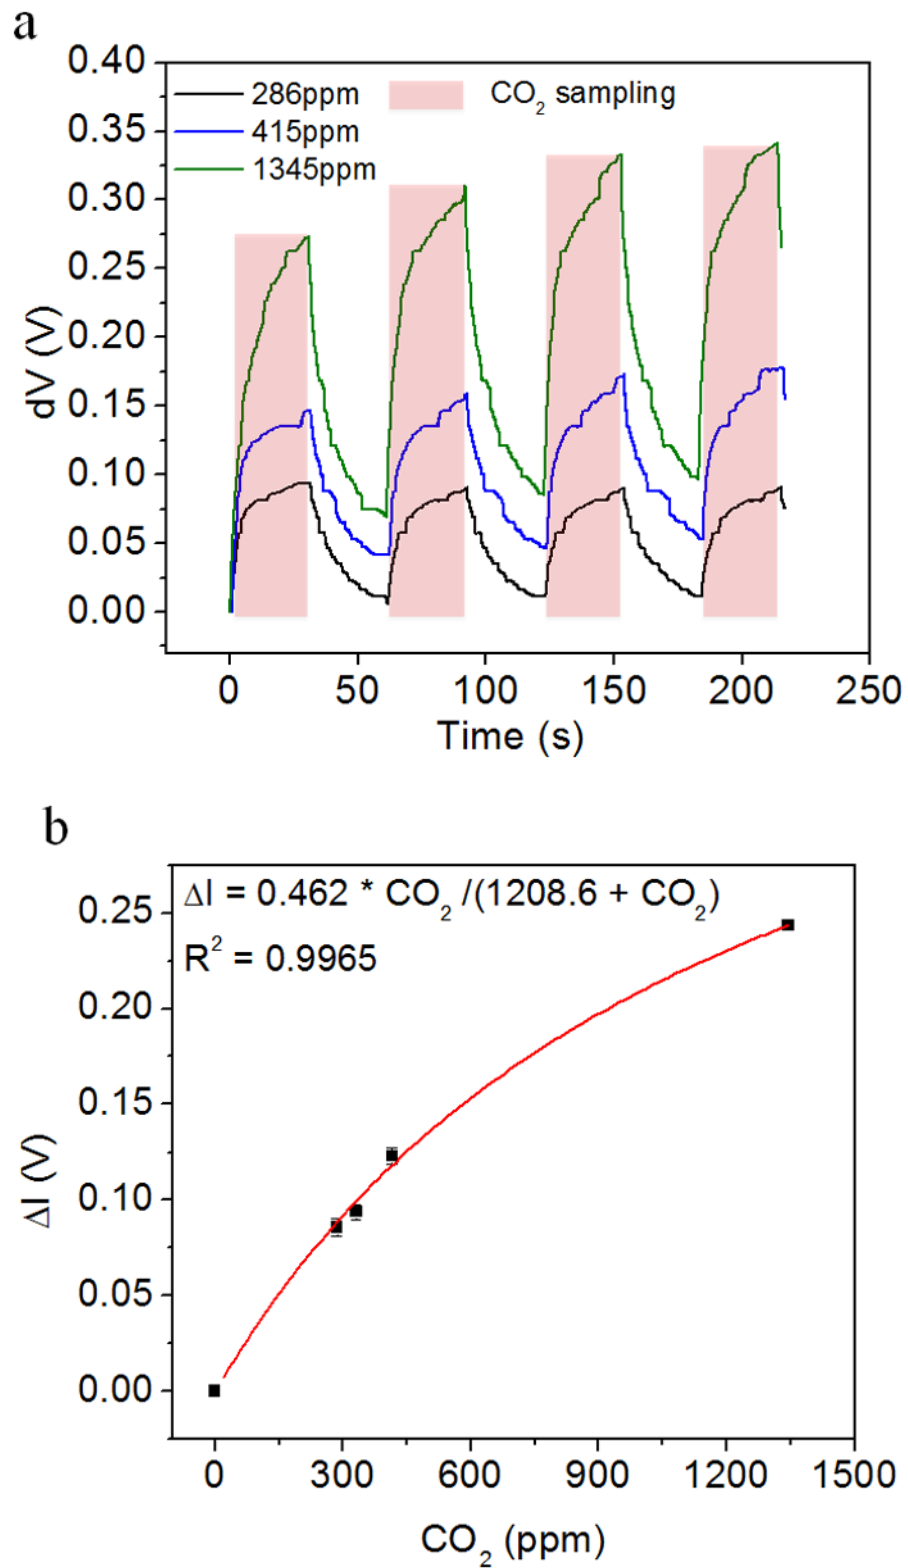 a
0.40
0.35
0.30
0.25
0.20
0.15
0.10
0.05
0.00
dV (V)
286ppm
415ppm
1345ppm
CO₂ sampling
0 50 100 150 200 250
Time (s)
b
ΔI = 0.462 * CO₂ /(1208.6 + CO₂)
R² = 0.9965
0.25
0.20
0.15
0.10
0.05
0.00
ΔI (V)
0 300 600 900 1200 1500
CO₂ (ppm)